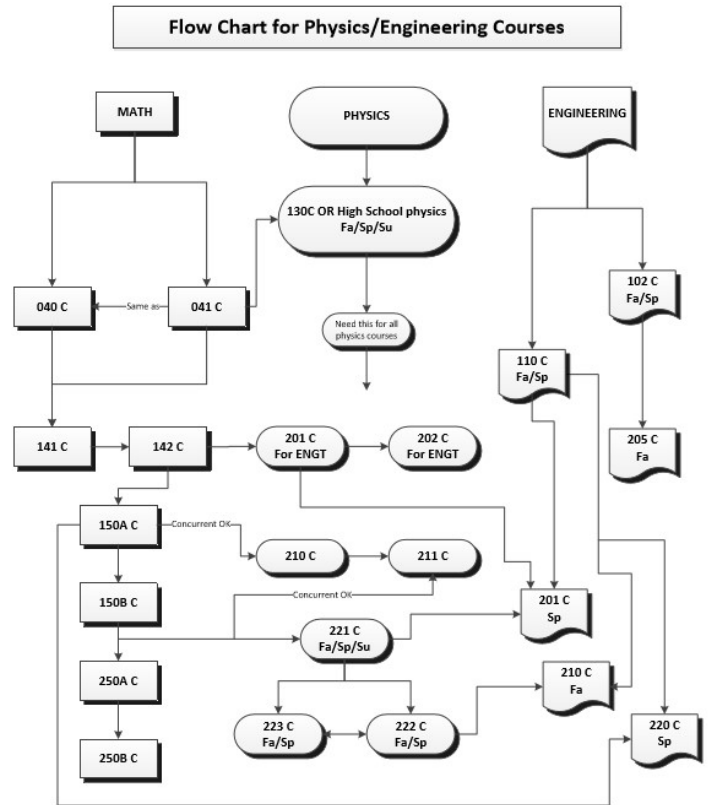 Flow Chart for Physics/Engineering Courses
MATH
PHYSICS
ENGINEERING
130C OR High School physics
Fa/Sp/Su
102 C
Fa/Sp
040 C
Same as
041 C
Need this for all
physics courses
110 C
Fa/Sp
141 C
142 C
201 C
For ENGT
202 C
For ENGT
205 C
Fa
150A C
Concurrent OK
210 C
211 C
150B C
Concurrent OK
201 C
Sp
221 C
Fa/Sp/Su
250A C
210 C
Fa
223 C
Fa/Sp
222 C
Fa/Sp
220 C
Sp
250B C